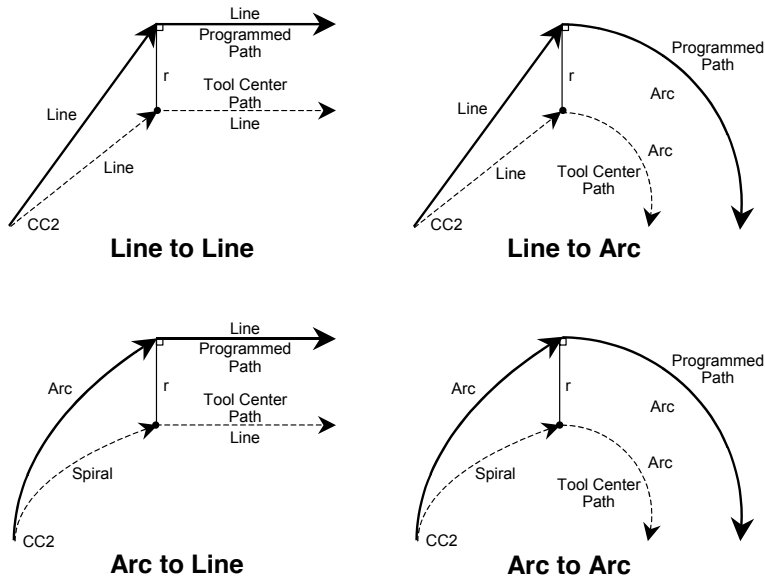 Line
Programmed
Path
r
Tool Center
Path
Line
Line
Line
CC2
Line to Line
Programmed
Path
r
Arc
Line
Arc
Tool Center
Path
Line
CC2
Line to Arc
Line
Programmed
Path
Arc
r
Tool Center
Path
Line
Spiral
CC2
Arc to Line
Programmed
Path
Arc
r
Arc
Arc
Spiral
Tool Center
Path
CC2
Arc to Arc